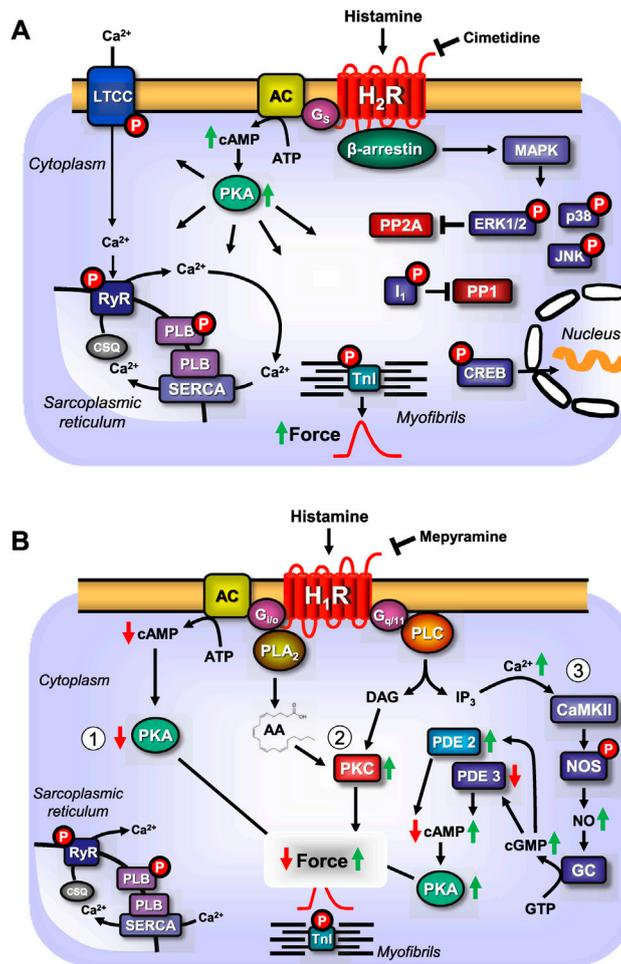 A
Histamine
Cimetidine
Ca²⁺
LTCC
P
AC
Gs
H₂R
cAMP
ATP
β-arrestin
MAPK
Cytoplasm
PKA
PP2A
ERK1/2
P
p38
P
JNK
P
Ca²⁺
P
RyR
Ca²⁺
I₁
P
PP1
CSQ
PLB
P
PLB
Ca²⁺
SERCA
Ca²⁺
P
TnI
P
CREB
Nucleus
Sarcoplasmic
reticulum
Myofibrils
Force
B
Histamine
Mepyramine
AC
Gi/o
H₁R
Gq/11
PLC
PLA₂
cAMP
ATP
Cytoplasm
DAG
IP₃
Ca²⁺
3
CaMKII
AA
OH
O
1
PKA
2
PKC
PDE 2
PDE 3
NOS
P
NO
cAMP
cGMP
GC
GTP
PKA
Sarcoplasmic
reticulum
P
RyR
Ca²⁺
CSQ
P
PLB
PLB
Ca²⁺
SERCA
Ca²⁺
Force
P
TnI
Myofibrils